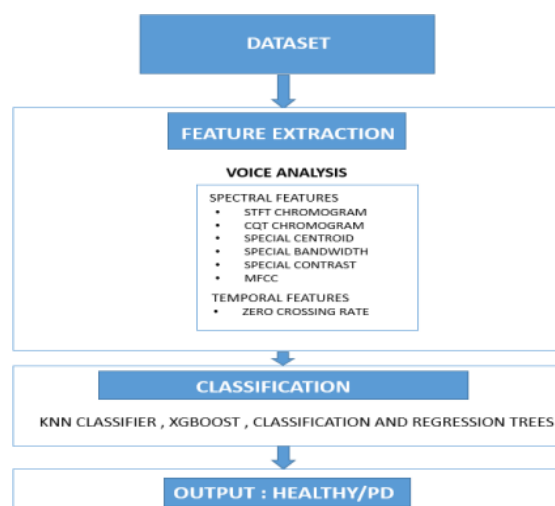 DATASET
FEATURE EXTRACTION
VOICE ANALYSIS
SPECTRAL FEATURES
• STFT CHROMOGRAM
• CQT CHROMOGRAM
• SPECIAL CENTROID
• SPECIAL BANDWIDTH
• SPECIAL CONTRAST
• MFCC
TEMPORAL FEATURES
• ZERO CROSSING RATE
CLASSIFICATION
KNN CLASSIFIER , XGBOOST , CLASSIFICATION AND REGRESSION TREES
OUTPUT : HEALTHY/PD